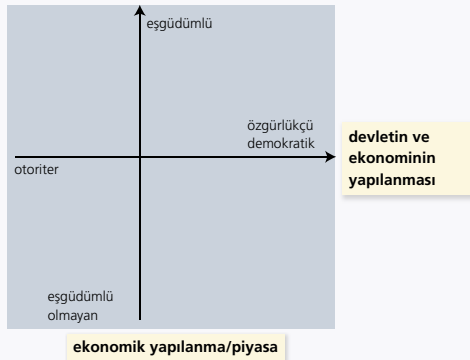 eşgüdümlü
özgürlükçü
demokratik
otoriter
devletin ve
ekonominin
yapılanması
eşgüdümlü
olmayan
ekonomik yapılanma/piyasa